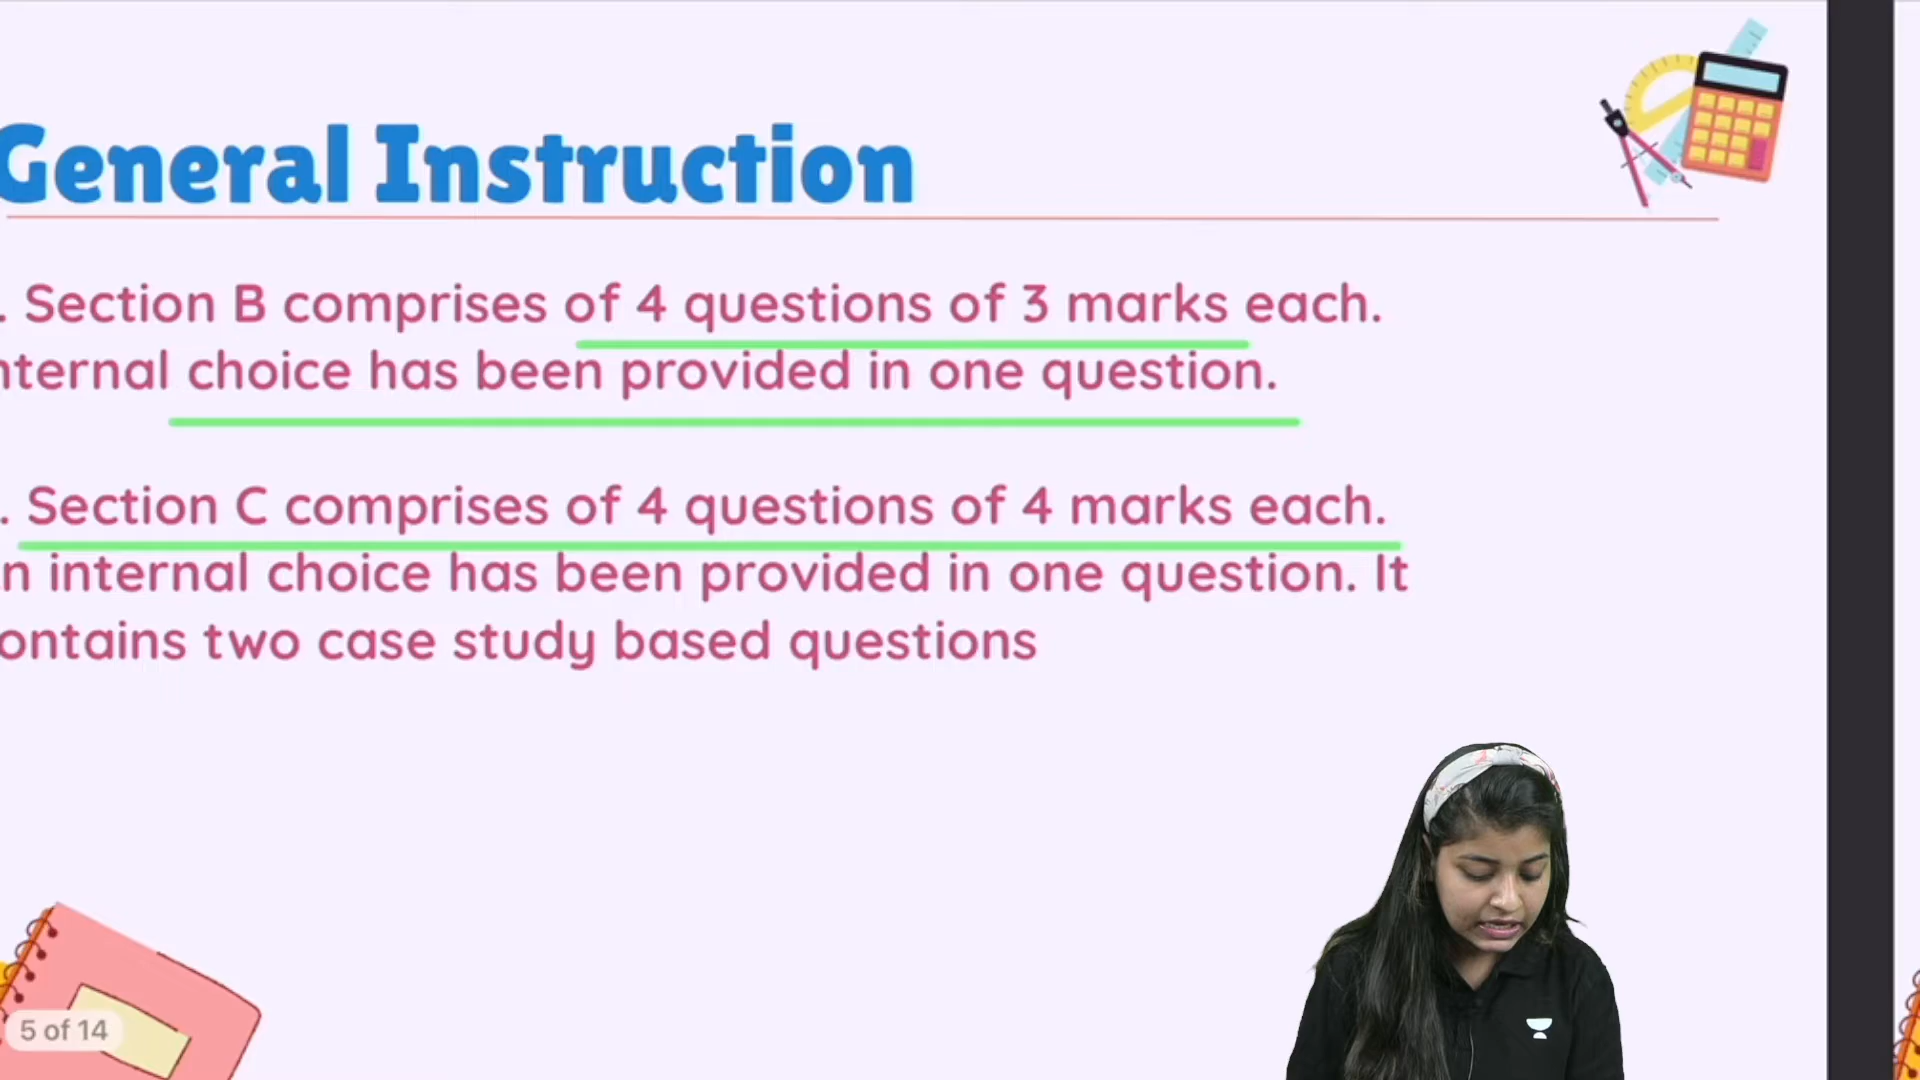 General Instruction
. Section B comprises of 4 questions of 3 marks each.
nternal choice has been provided in one question.
. Section C comprises of 4 questions of 4 marks each.
n internal choice has been provided in one question. It
ontains two case study based questions
5 of 14